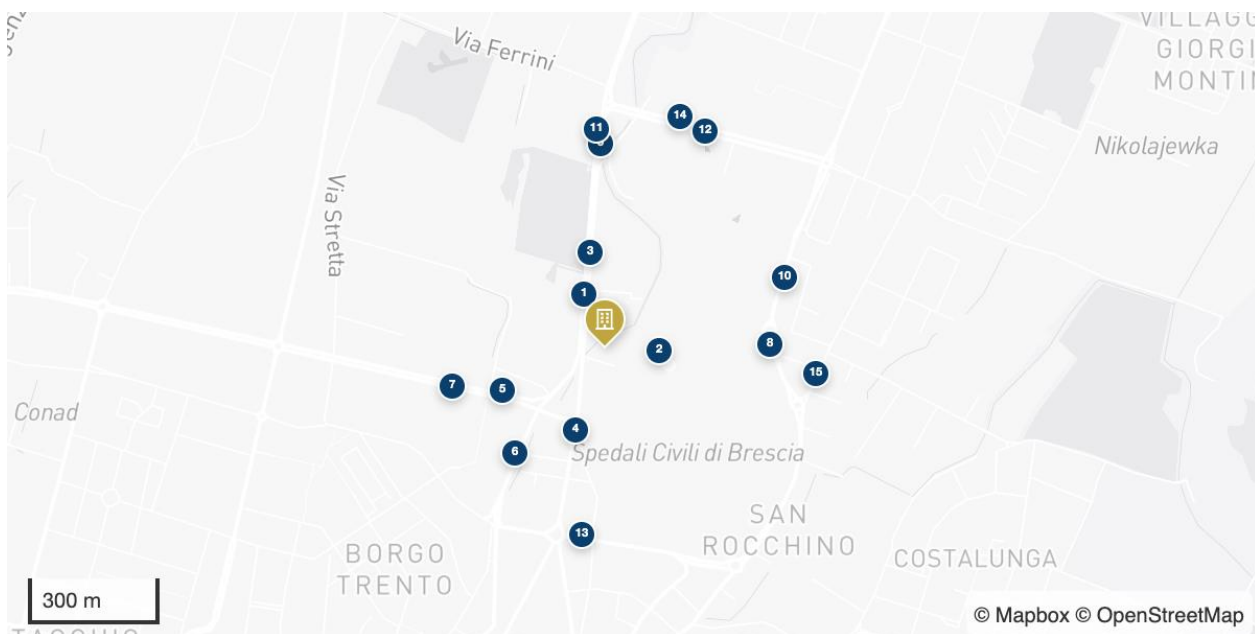 VILLAGG
GIORGI
MONTI
Via Ferrini
14
11
12
Nikolajewka
Via Stretta
3
10
1
8
2
15
7
5
Conad
4
6
Spedali Civili di Brescia
SAN
ROCCHINO
13
BORGO
TRENTO
COSTALUNGA
300 m
© Mapbox © OpenStreetMap